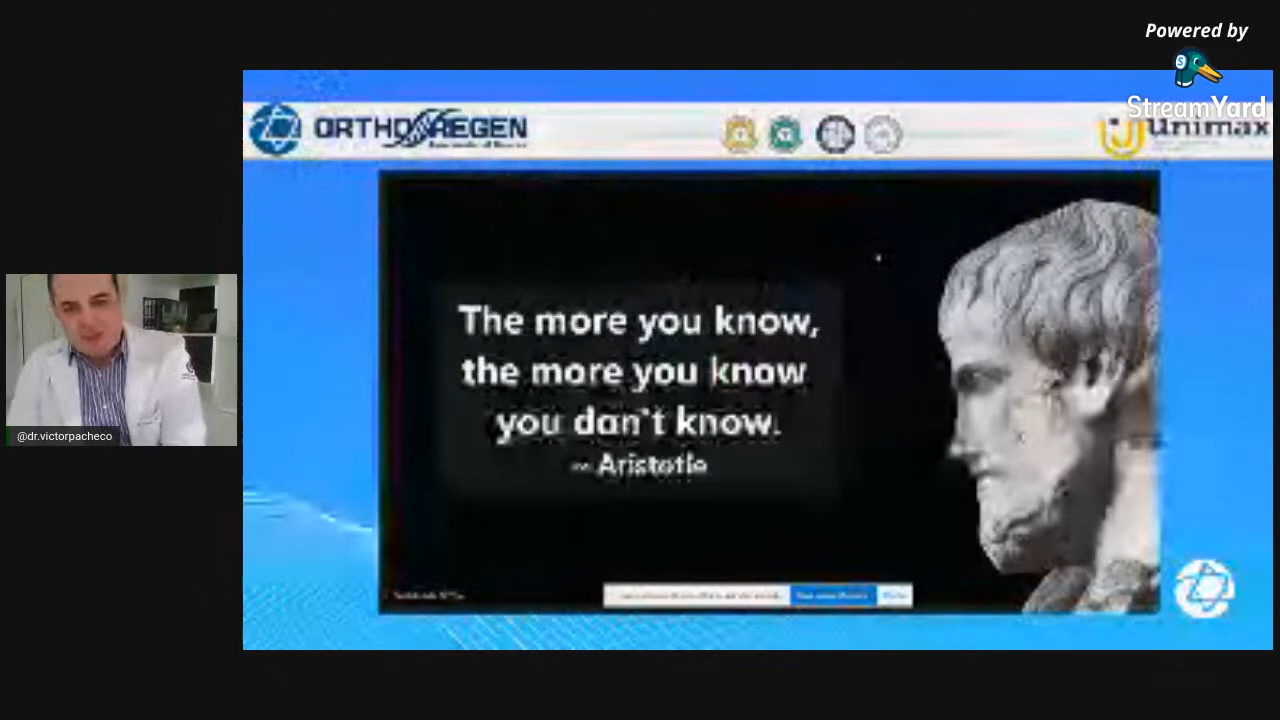 Powered by
StreamYard
ORTHOREGEN
unimax
The more you know,
the more you know
you don't know.
-- Aristotle
@dr.victorpacheco